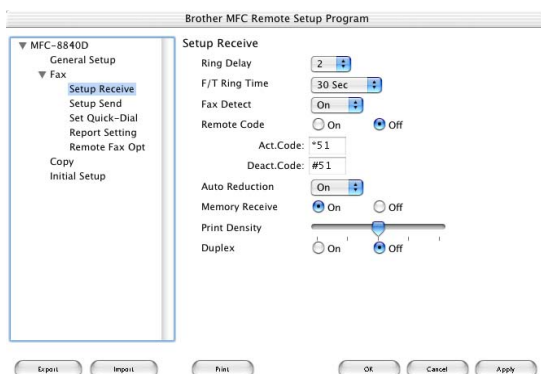 Brother MFC Remote Setup Program
MFC-8840D
General Setup
Fax
Setup Receive
Setup Send
Set Quick-Dial
Report Setting
Remote Fax Opt
Copy
Initial Setup
Setup Receive
Ring Delay 2
F/T Ring Time 30 Sec
Fax Detect On
Remote Code On Off
Act.Code: *51
Deact.Code: #51
Auto Reduction On
Memory Receive On Off
Print Density
Duplex On Off
Export Import Print OK Cancel Apply